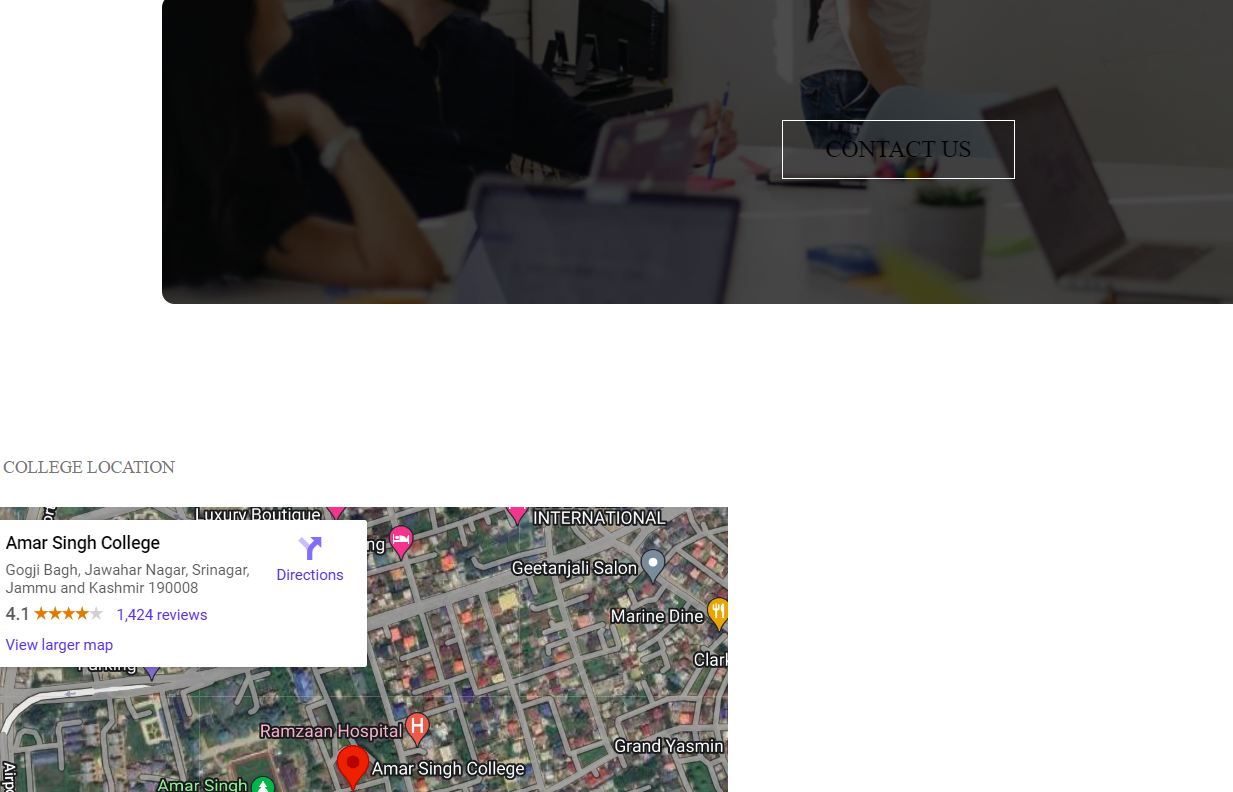 CONTACT US
COLLEGE LOCATION
Luxury Boutique
INTERNATIONAL
Amar Singh College
Directions
Gogji Bagh, Jawahar Nagar, Srinagar,
Jammu and Kashmir 190008
4.1
1,424 reviews
View larger map
ng
Geetanjali Salon
Marine Dine
Clark
Parking
Ramzaan Hospital
H
Grand Yasmin
Amar Singh College
Airpo
Amar Singh